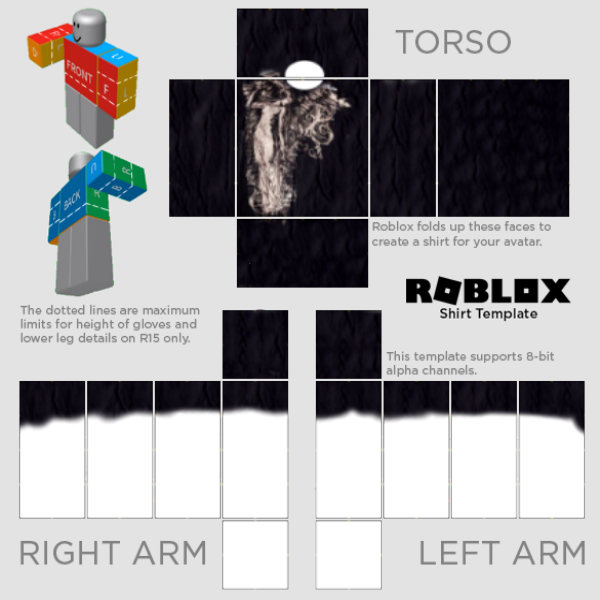 TORSO
FRONT
F
L
D
BACK
B
Roblox folds up these faces to
create a shirt for your avatar.
ROBLOX
Shirt Template
The dotted lines are maximum
limits for height of gloves and
lower leg details on R15 only.
This template supports 8-bit
alpha channels.
RIGHT ARM
LEFT ARM